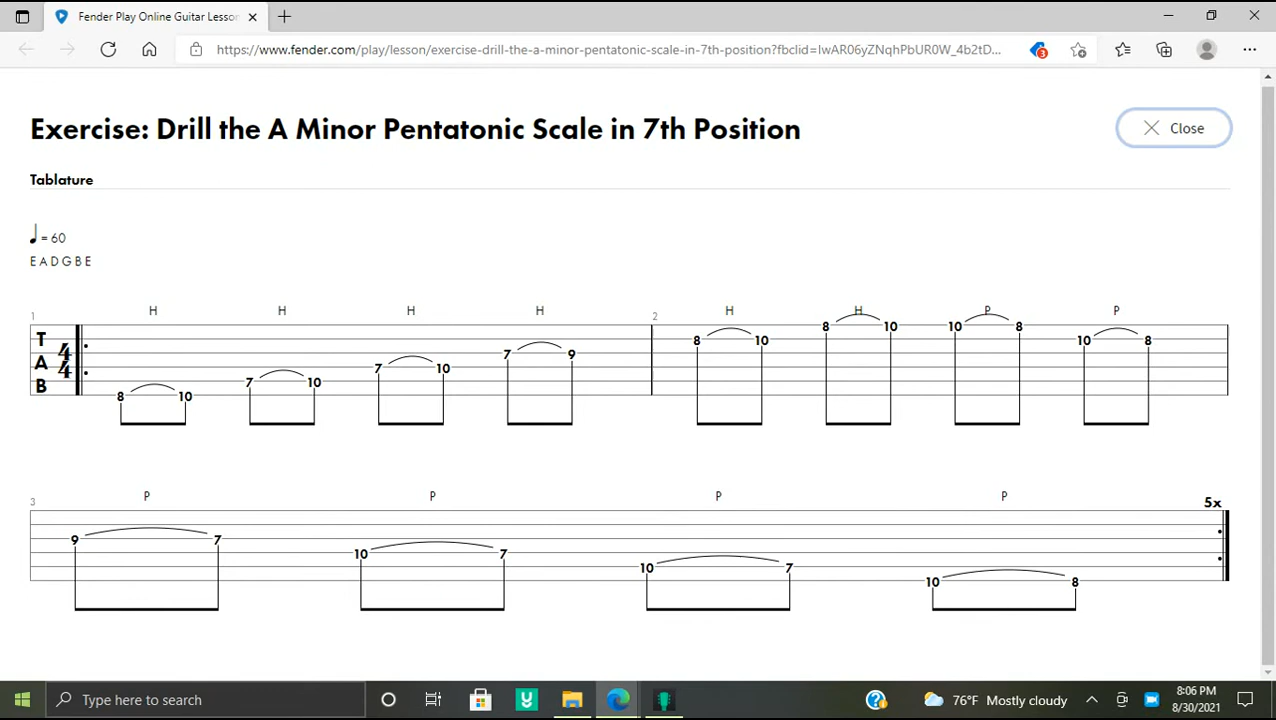 Fender Play Online Guitar Lesson
https://www.fender.com/play/lesson/exercise-drill-the-a-minor-pentatonic-scale-in-7th-position?fbclid=IwAR06yZNqhPbUR0W_4b2tD...
3
Exercise: Drill the A Minor Pentatonic Scale in 7th Position
Close
Tablature
= 60
E A D G B E
1 H H H H 2 H H P P
T A B 4/4
8 10 7 10 7 10 7 9 8 10 8 10 10 8 10 8
3 P P P P 5x
9 7 10 7 10 7 10 8
Type here to search
76°F Mostly cloudy
8:06 PM
8/30/2021